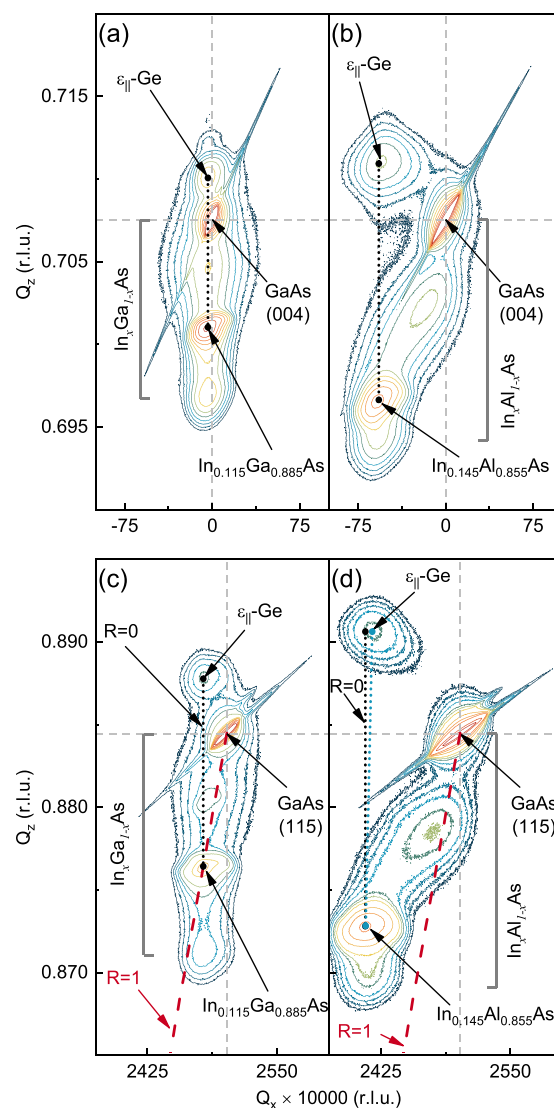 (a)
(b)
ε||-Ge
ε||-Ge
0.715
0.705
0.695
Qz (r.l.u.)
InxGa1-xAs
GaAs
(004)
GaAs
(004)
InxAl1-xAs
In0.115Ga0.885As
In0.145Al0.855As
-75 0 75
-75 0 75
(c)
(d)
ε||-Ge
ε||-Ge
R=0
R=0
0.890
0.880
0.870
Qz (r.l.u.)
InxGa1-xAs
GaAs
(115)
GaAs
(115)
InxAl1-xAs
R=1
In0.115Ga0.885As
R=1
In0.145Al0.855As
2425 2550
2425 2550
Qx × 10000 (r.l.u.)